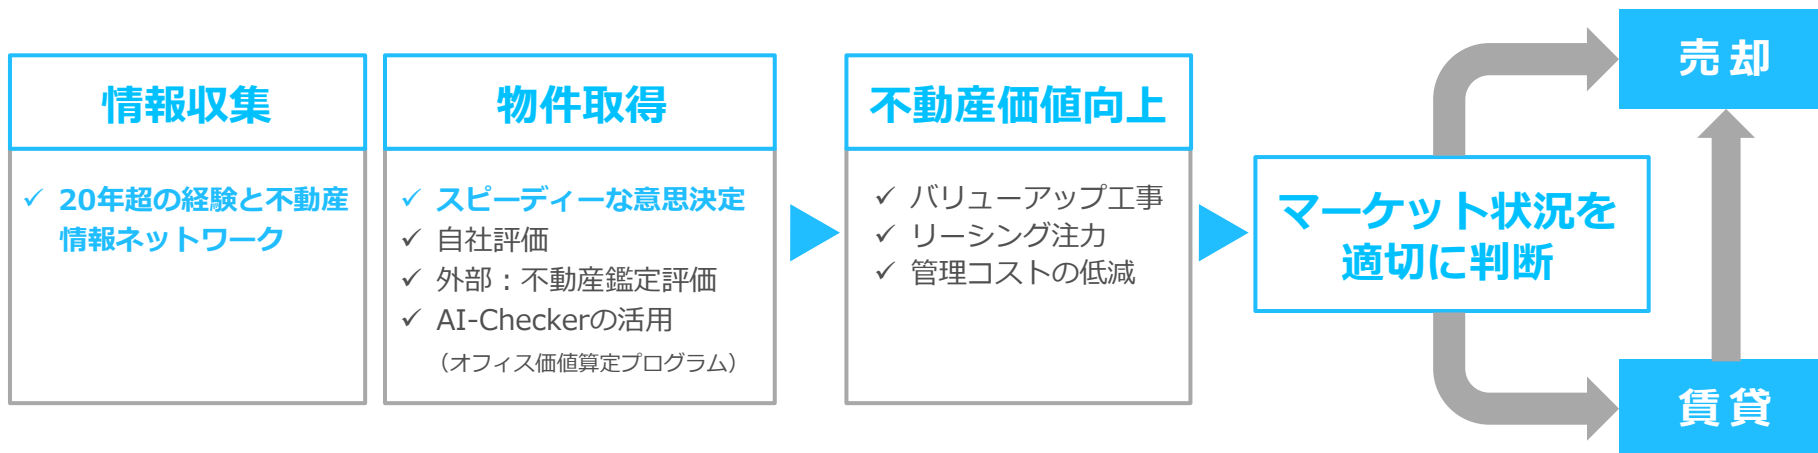 情報収集
✓ 20年超の経験と不動産
情報ネットワーク
物件取得
✓ スピーディーな意思決定
✓ 自社評価
✓ 外部：不動産鑑定評価
✓ AI-Checkerの活用
（オフィス価値算定プログラム）
不動産価値向上
✓ バリューアップ工事
✓ リーシング注力
✓ 管理コストの低減
マーケット状況を
適切に判断
売却
賃貸